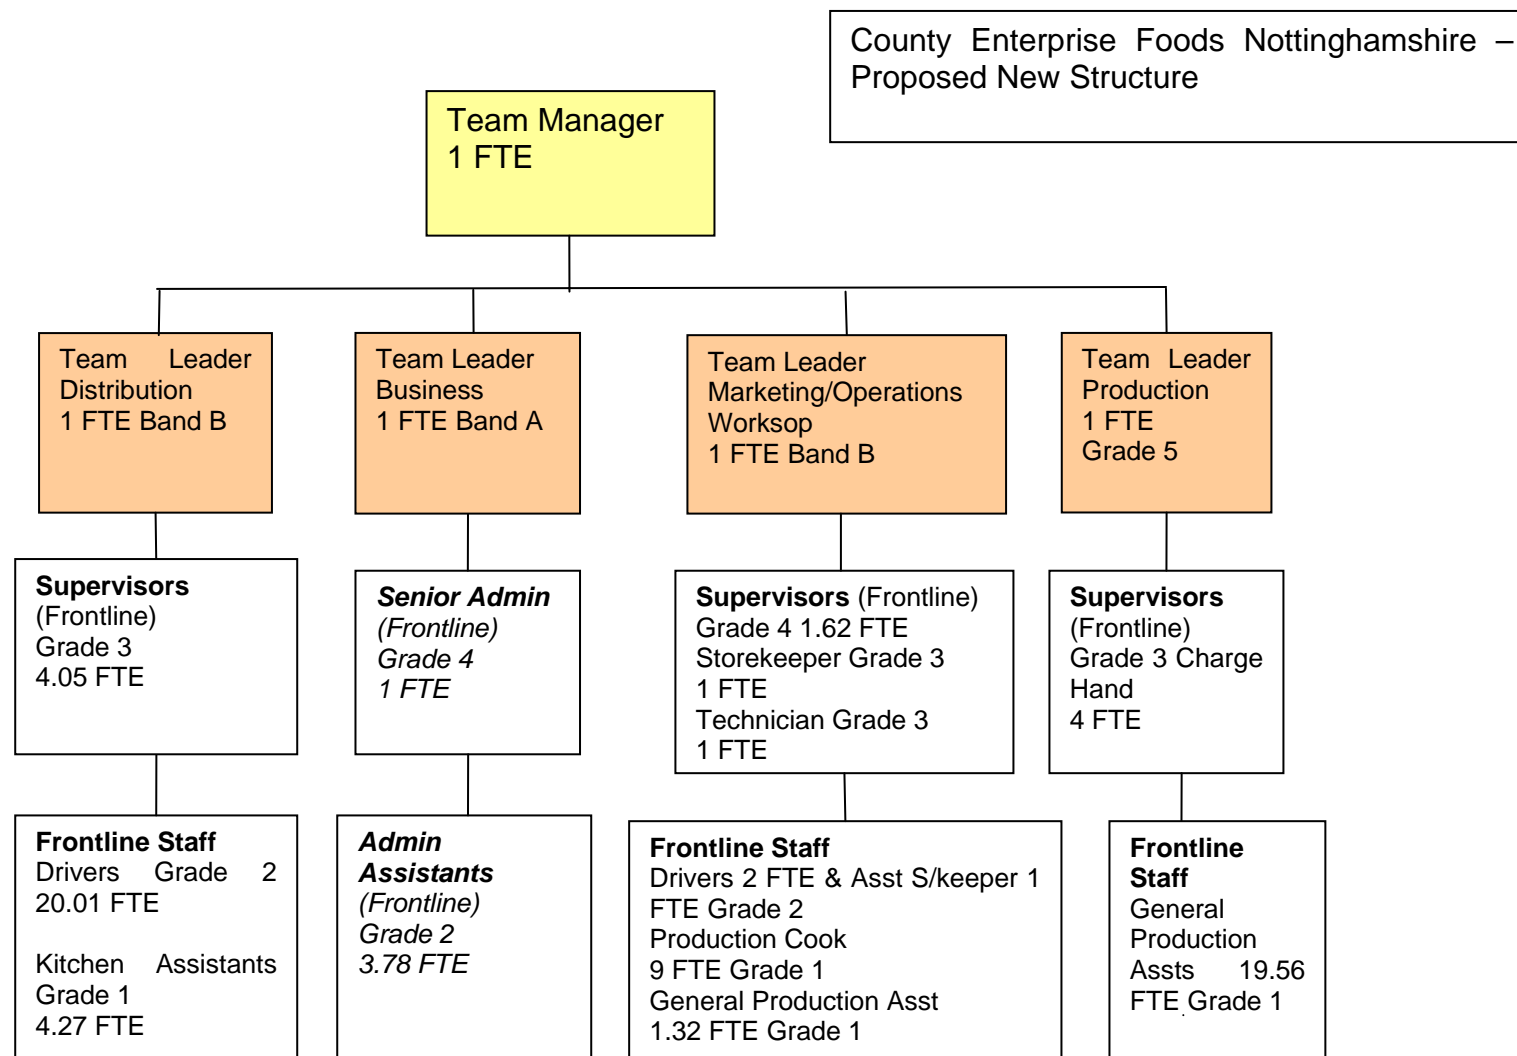 County Enterprise Foods Nottinghamshire –
Proposed New Structure
Team Manager
1 FTE
Team Leader
Distribution
1 FTE Band B
Team Leader
Business
1 FTE Band A
Team Leader
Marketing/Operations
Worksop
1 FTE Band B
Team Leader
Production
1 FTE
Grade 5
Supervisors
(Frontline)
Grade 3
4.05 FTE
Senior Admin
(Frontline)
Grade 4
1 FTE
Supervisors (Frontline)
Grade 4 1.62 FTE
Storekeeper Grade 3
1 FTE
Technician Grade 3
1 FTE
Supervisors
(Frontline)
Grade 3 Charge
Hand
4 FTE
Frontline Staff
Drivers Grade 2
20.01 FTE
Kitchen Assistants
Grade 1
4.27 FTE
Admin
Assistants
(Frontline)
Grade 2
3.78 FTE
Frontline Staff
Drivers 2 FTE & Asst S/keeper 1
FTE Grade 2
Production Cook
9 FTE Grade 1
General Production Asst
1.32 FTE Grade 1
Frontline
Staff
General
Production
Assts 19.56
FTE Grade 1